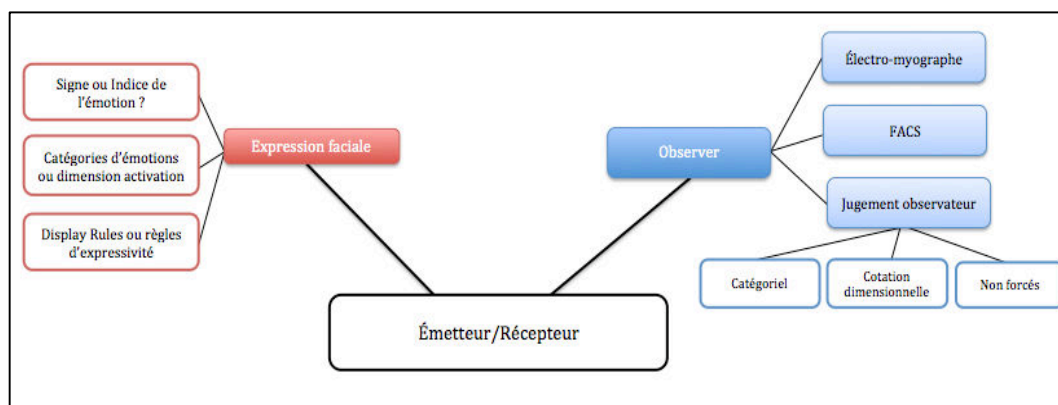 Signe ou Indice de
l'émotion ?
Catégories d'émotions
ou dimension activation
Display Rules ou règles
d'expressivité
Expression faciale
Émetteur/Récepteur
Observer
Électro-myographe
FACS
Jugement observateur
Catégoriel
Cotation
dimensionnelle
Non forcés